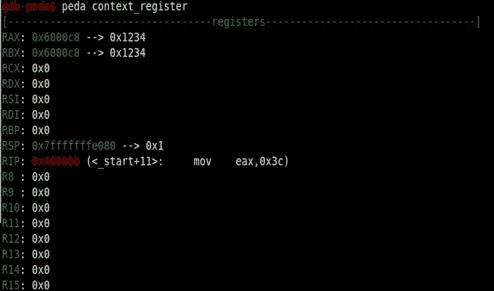 gdb-peda$ peda context_register
[----------------------------------registers-----------------------------------]
RAX: 0x6000c8 --> 0x1234
RBX: 0x6000c8 --> 0x1234
RCX: 0x0
RDX: 0x0
RSI: 0x0
RDI: 0x0
RBP: 0x0
RSP: 0x7fffffffe080 --> 0x1
RIP: (<_start+11>: mov eax,0x3c)
R8 : 0x0
R9 : 0x0
R10: 0x0
R11: 0x0
R12: 0x0
R13: 0x0
R14: 0x0
R15: 0x0